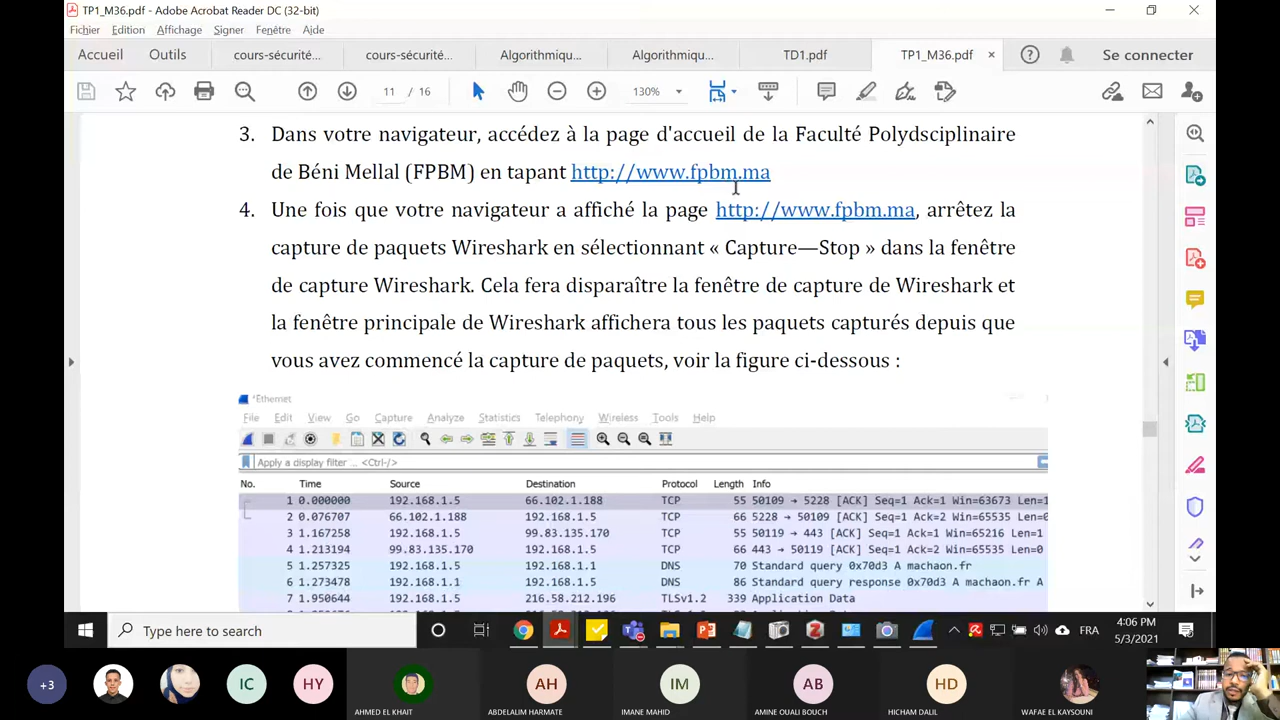 TP1_M36.pdf - Adobe Acrobat Reader DC (32-bit)
Fichier Edition Affichage Signer Fenêtre Aide
Accueil Outils cours-sécurité... cours-sécurité... Algorithmiqu... Algorithmiqu... TD1.pdf TP1_M36.pdf × Se connecter
11 / 16 130%
3. Dans votre navigateur, accédez à la page d'accueil de la Faculté Polydsciplinaire
de Béni Mellal (FPBM) en tapant http://www.fpbm.ma
4. Une fois que votre navigateur a affiché la page http://www.fpbm.ma, arrêtez la
capture de paquets Wireshark en sélectionnant « Capture—Stop » dans la fenêtre
de capture Wireshark. Cela fera disparaître la fenêtre de capture de Wireshark et
la fenêtre principale de Wireshark affichera tous les paquets capturés depuis que
vous avez commencé la capture de paquets, voir la figure ci-dessous :
*Ethernet
File Edit View Go Capture Analyze Statistics Telephony Wireless Tools Help
Apply a display filter ... <Ctrl-/>
No. Time Source Destination Protocol Length Info
1 0.000000 192.168.1.5 66.102.1.188 TCP 55 50109 → 5228 [ACK] Seq=1 Ack=1 Win=63673 Len=1
2 0.076707 66.102.1.188 192.168.1.5 TCP 66 5228 → 50109 [ACK] Seq=1 Ack=2 Win=65535 Len=0
3 1.167258 192.168.1.5 99.83.135.170 TCP 55 50119 → 443 [ACK] Seq=1 Ack=1 Win=65216 Len=1
4 1.213194 99.83.135.170 192.168.1.5 TCP 66 443 → 50119 [ACK] Seq=1 Ack=2 Win=65535 Len=0
5 1.257325 192.168.1.5 192.168.1.1 DNS 70 Standard query 0x70d3 A machaon.fr
6 1.273478 192.168.1.1 192.168.1.5 DNS 86 Standard query response 0x70d3 A machaon.fr A
7 1.950644 192.168.1.5 216.58.212.196 TLSv1.2 339 Application Data
Type here to search
FRA
4:06 PM
5/3/2021
+3 IC HY AH IM AB HD
AHMED EL KHAIT ABDELALIM HARMATE IMANE MAHID AMINE OUALI BOUCH HICHAM DALIL WAFAE EL KAYSOUNI